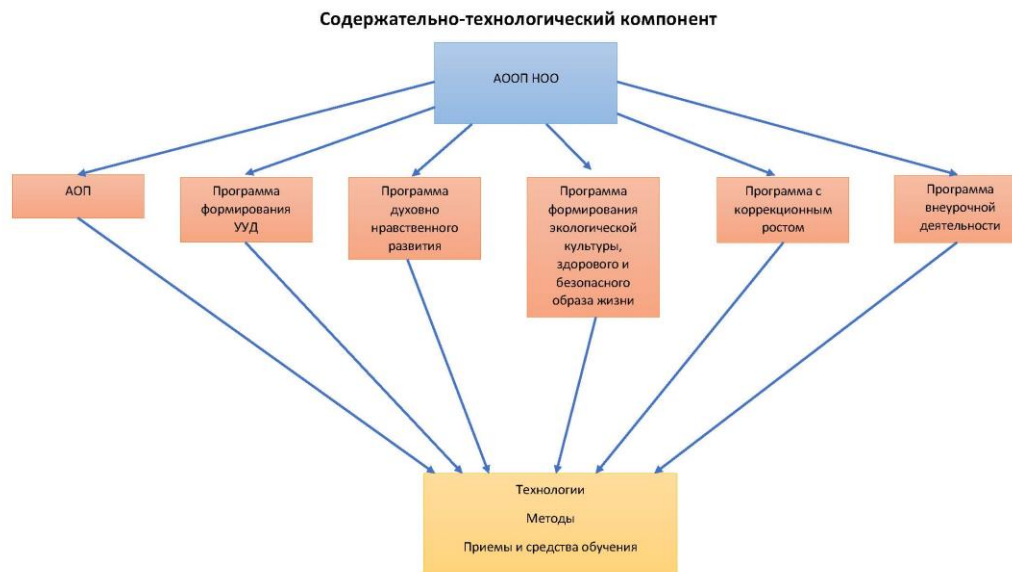 Содержательно-технологический компонент
АООП НОО
АОП
Программа
формирования
УУД
Программа
духовно
нравственного
развития
Программа
формирования
экологической
культуры,
здорового и
безопасного
образа жизни
Программа с
коррекционным
ростом
Программа
внеурочной
деятельности
Технологии
Методы
Приемы и средства обучения